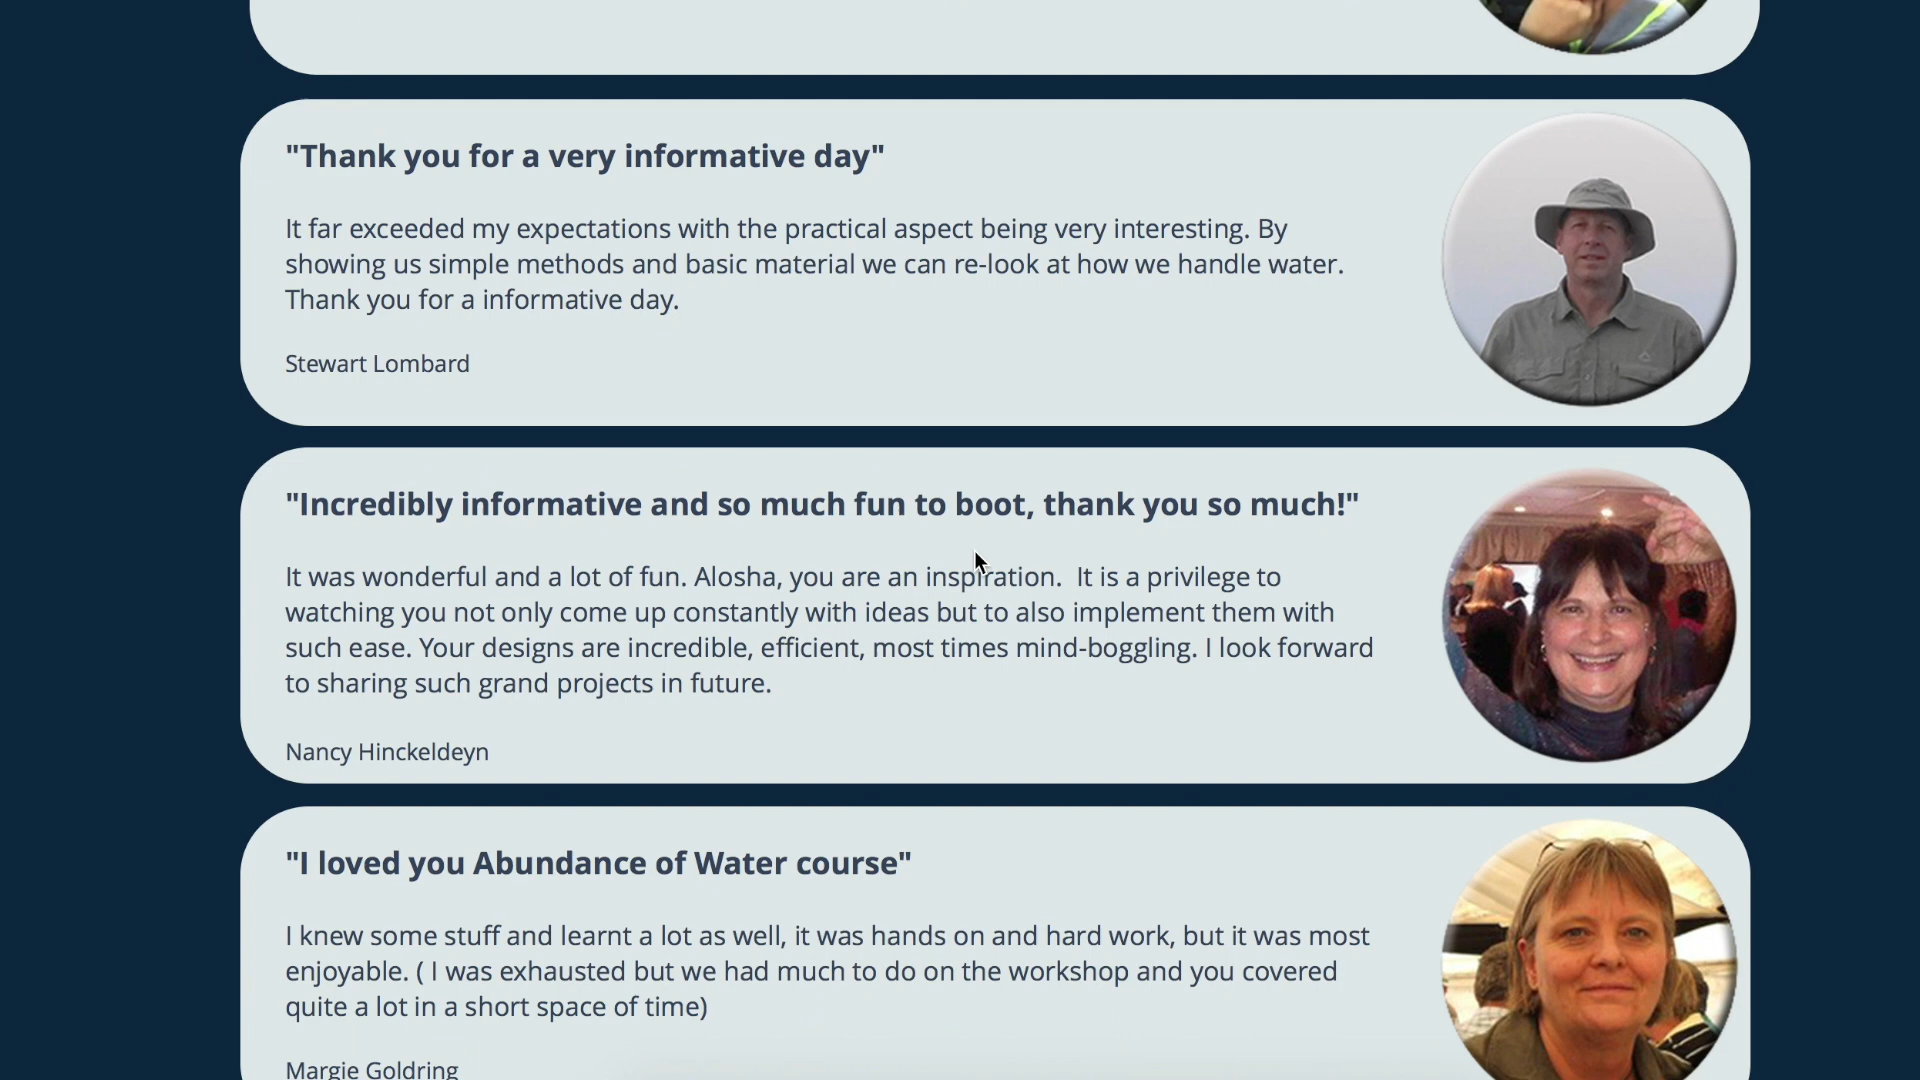 "Thank you for a very informative day"
It far exceeded my expectations with the practical aspect being very interesting. By
showing us simple methods and basic material we can re-look at how we handle water.
Thank you for a informative day.
Stewart Lombard
"Incredibly informative and so much fun to boot, thank you so much!"
It was wonderful and a lot of fun. Alosha, you are an inspiration.  It is a privilege to
watching you not only come up constantly with ideas but to also implement them with
such ease. Your designs are incredible, efficient, most times mind-boggling. I look forward
to sharing such grand projects in future.
Nancy Hinckeldeyn
"I loved you Abundance of Water course"
I knew some stuff and learnt a lot as well, it was hands on and hard work, but it was most
enjoyable. ( I was exhausted but we had much to do on the workshop and you covered
quite a lot in a short space of time)
Margie Goldring